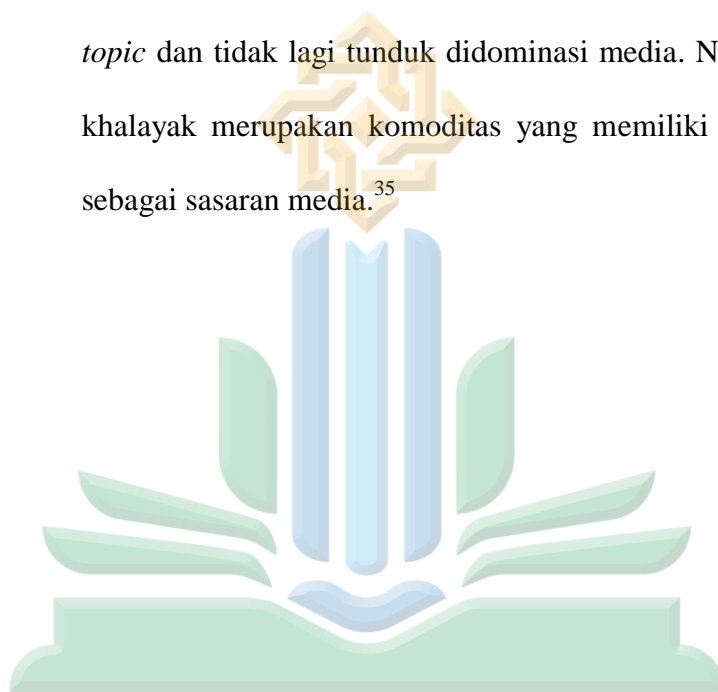 topic dan tidak lagi tunduk didominasi media. N
khalayak merupakan komoditas yang memiliki
sebagai sasaran media.35